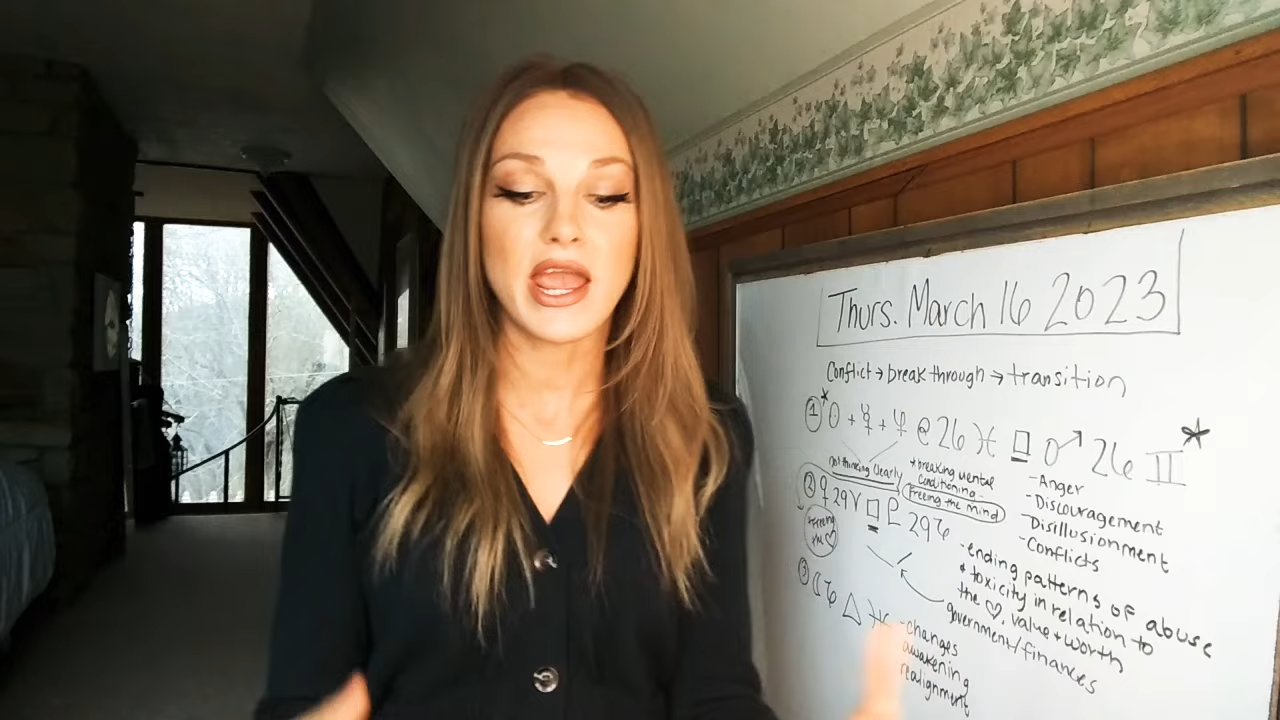 Thurs. March 16 2023
Conflict → break through → transition
① *☉ + ☿ + ♆ @ 26 ♓ □ ♂ 26 ♊ *
not thinking clearly
* breaking mental
conditioning -
Freeing the mind
- Anger
- Discouragement
- Disillusionment
- Conflicts
② ♀ 29 ♈ □ ♇ 29 ♑
* Freeing
the ♡
- ending patterns of abuse
+ toxicity in relation to
the ♡, value + worth
government/finances
③ ☾ ♑ △ ♅
- changes
awakening
realignment